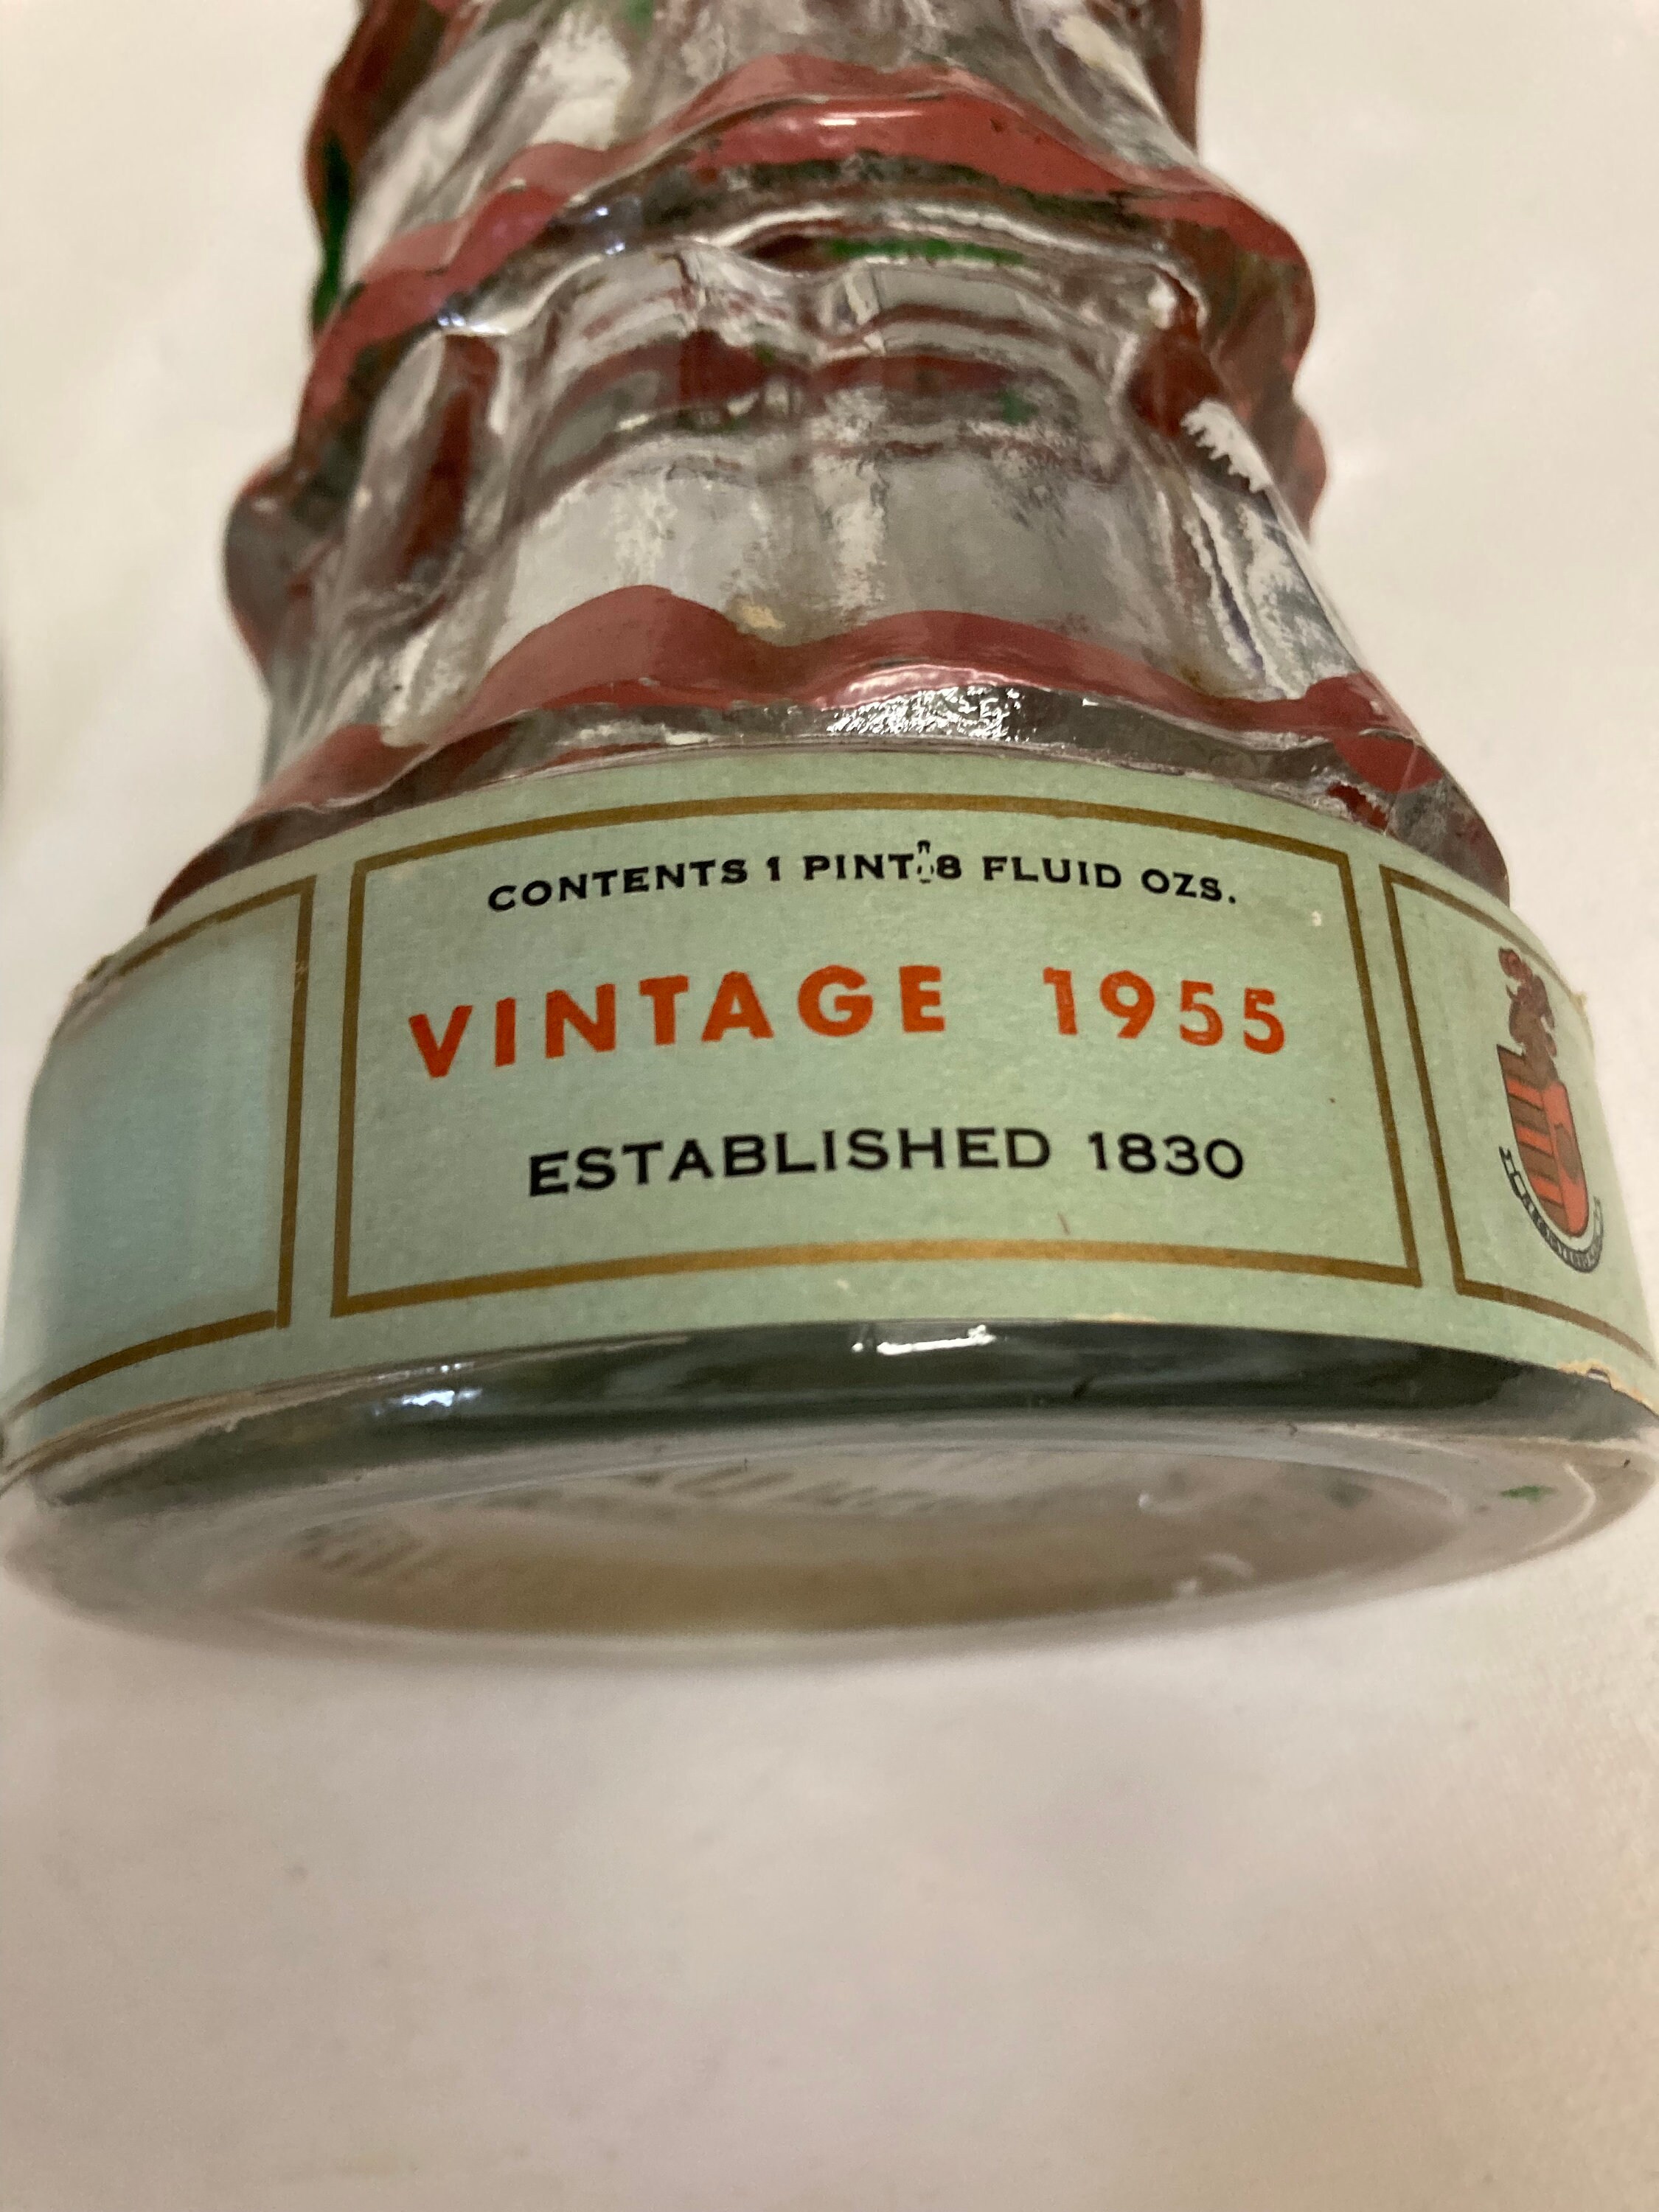 CONTENTS 1 PINT. 8 FLUID OZS.
VINTAGE 1955
ESTABLISHED 1830